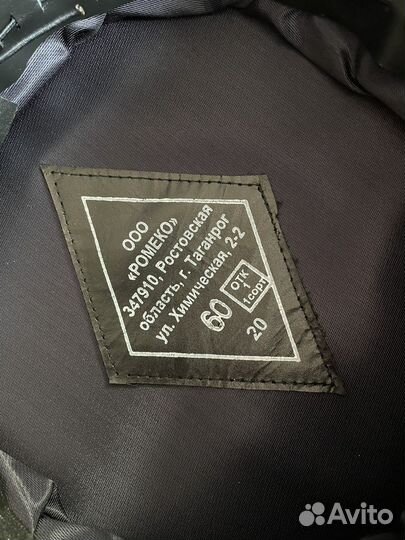 ООО
«РОМЕКО»
347910, Ростовская
область, г. Таганрог
ул. Химическая, 2-2
60
ОТК
1
1сорт
20
Avito